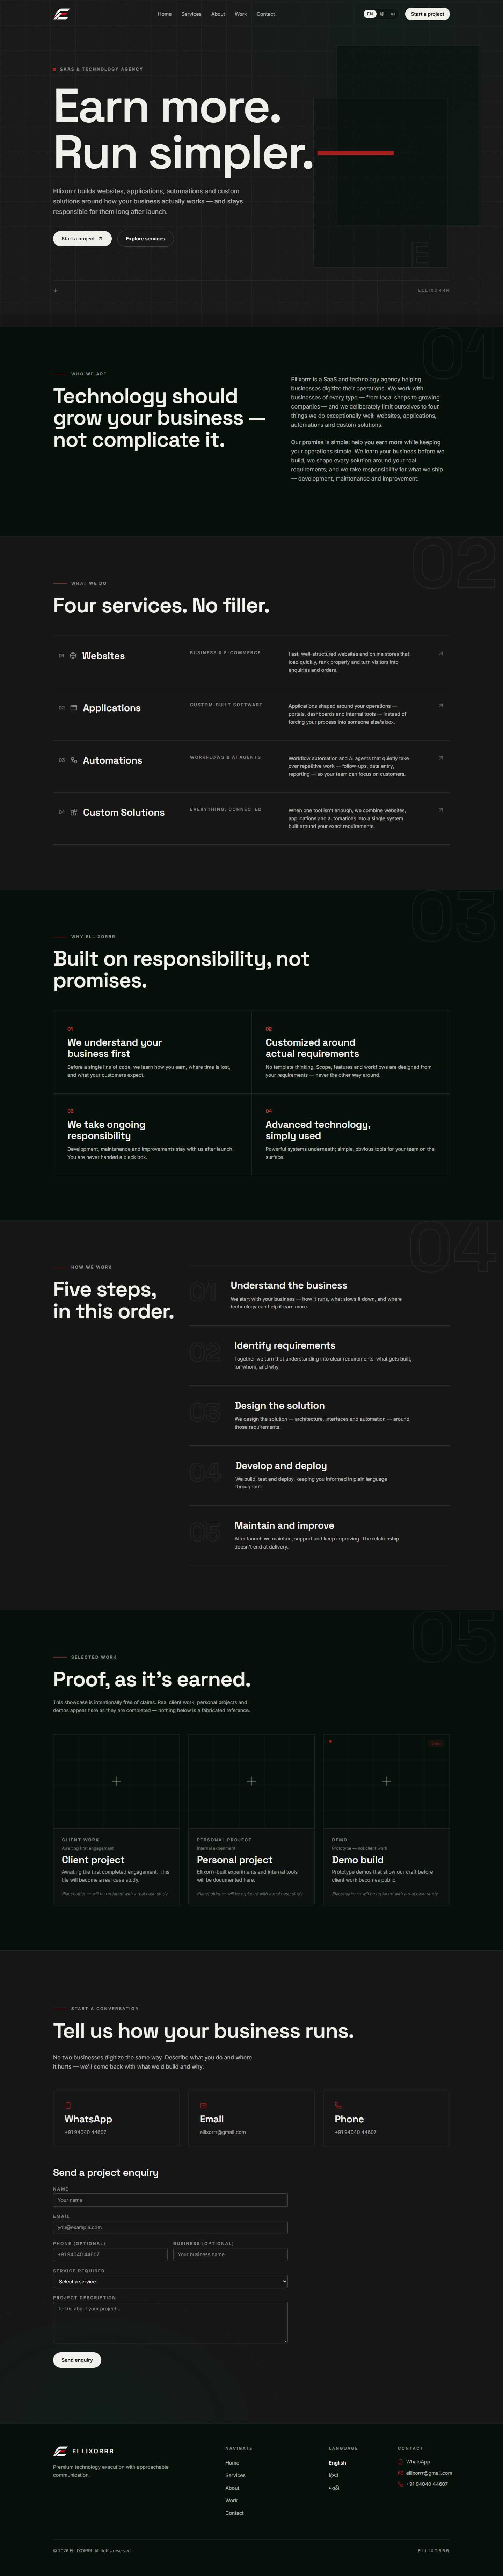 Home Services About Work Contact
EN हिं मरा
Start a project
SAAS & TECHNOLOGY AGENCY
Earn more.
Run simpler.
Ellixorrr builds websites, applications, automations and custom
solutions around how your business actually works — and stays
responsible for them long after launch.
Start a project
Explore services
E
ELLIXORRR
01
WHO WE ARE
Technology should
grow your business —
not complicate it.
Ellixorrr is a SaaS and technology agency helping
businesses digitize their operations. We work with
businesses of every type — from local shops to growing
companies — and we deliberately limit ourselves to four
things we do exceptionally well: websites, applications,
automations and custom solutions.
Our promise is simple: help you earn more while keeping
your operations simple. We learn your business before we
build, we shape every solution around your real
requirements, and we take responsibility for what we ship
— development, maintenance and improvement.
02
WHAT WE DO
Four services. No filler.
01 Websites
BUSINESS & E-COMMERCE
Fast, well-structured websites and online stores that
load quickly, rank properly and turn visitors into
enquiries and orders.
02 Applications
CUSTOM-BUILT SOFTWARE
Applications shaped around your operations —
portals, dashboards and internal tools — instead of
forcing your process into someone else's box.
03 Automations
WORKFLOWS & AI AGENTS
Workflow automation and AI agents that quietly take
over repetitive work — follow-ups, data entry,
reporting — so your team can focus on customers.
04 Custom Solutions
EVERYTHING, CONNECTED
When one tool isn't enough, we combine websites,
applications and automations into a single system
built around your exact requirements.
03
WHY ELLIXORRR
Built on responsibility, not
promises.
01
We understand your
business first
Before a single line of code, we learn how you earn, where time is lost,
and what your customers expect.
02
Customized around
actual requirements
No template thinking. Scope, features and workflows are designed from
your requirements — never the other way around.
03
We take ongoing
responsibility
Development, maintenance and improvements stay with us after launch.
You are never handed a black box.
04
Advanced technology,
simply used
Powerful systems underneath; simple, obvious tools for your team on the
surface.
04
HOW WE WORK
Five steps,
in this order.
01
Understand the business
We start with your business — how it runs, what slows it down, and where
technology can help it earn more.
02
Identify requirements
Together we turn that understanding into clear requirements: what gets built,
for whom, and why.
03
Design the solution
We design the solution — architecture, interfaces and automation — around
those requirements.
04
Develop and deploy
We build, test and deploy, keeping you informed in plain language
throughout.
05
Maintain and improve
After launch we maintain, support and keep improving. The relationship
doesn't end at delivery.
05
SELECTED WORK
Proof, as it's earned.
This showcase is intentionally free of claims. Real client work, personal projects and
demos appear here as they are completed — nothing below is a fabricated reference.
CLIENT WORK
Awaiting first engagement
Client project
Awaiting the first completed engagement. This
tile will become a real case study.
Placeholder — will be replaced with a real case study.
PERSONAL PROJECT
Internal experiment
Personal project
Ellixorrr-built experiments and internal tools
will be documented here.
Placeholder — will be replaced with a real case study.
DEMO
Prototype — not client work
Demo build
Prototype demos that show our craft before
client work becomes public.
Placeholder — will be replaced with a real case study.
START A CONVERSATION
Tell us how your business runs.
No two businesses digitize the same way. Describe what you do and where
it hurts — we'll come back with what we'd build and why.
WhatsApp
+91 94040 44607
Email
ellixorrr@gmail.com
Phone
+91 94040 44607
Send a project enquiry
NAME
Your name
EMAIL
you@example.com
PHONE (OPTIONAL)
+91 94040 44607
BUSINESS (OPTIONAL)
Your business name
SERVICE REQUIRED
Select a service
PROJECT DESCRIPTION
Tell us about your project...
Send enquiry
ELLIXORRR
Premium technology execution with approachable
communication.
NAVIGATE
Home
Services
About
Work
Contact
LANGUAGE
English
हिन्दी
मराठी
CONTACT
WhatsApp
ellixorrr@gmail.com
+91 94040 44607
© 2026 ELLIXORRR. All rights reserved.
ELLIXORRR